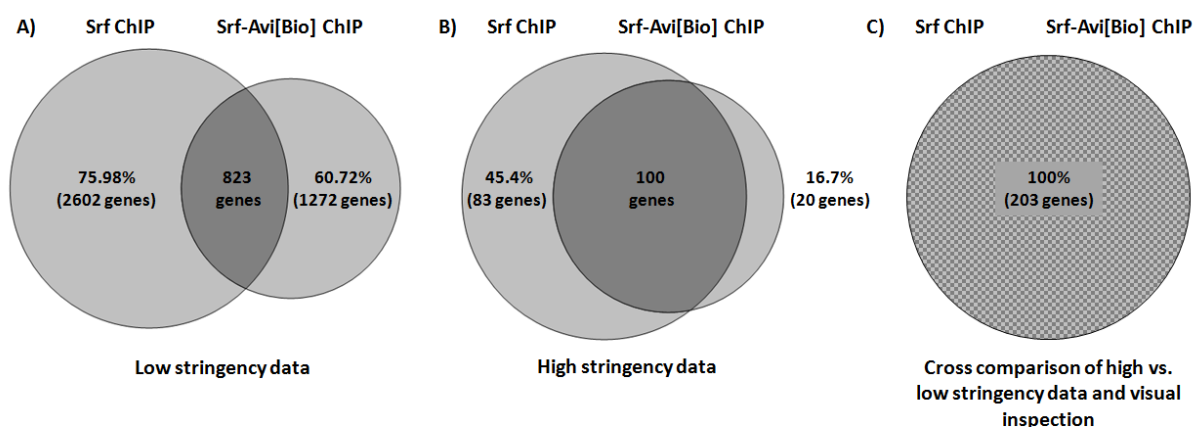 A) Srf ChIP Srf-Avi[Bio] ChIP
75.98%
(2602 genes)
823
genes
60.72%
(1272 genes)
Low stringency data
B) Srf ChIP Srf-Avi[Bio] ChIP
45.4%
(83 genes)
100
genes
16.7%
(20 genes)
High stringency data
C) Srf ChIP Srf-Avi[Bio] ChIP
100%
(203 genes)
Cross comparison of high vs.
low stringency data and visual
inspection